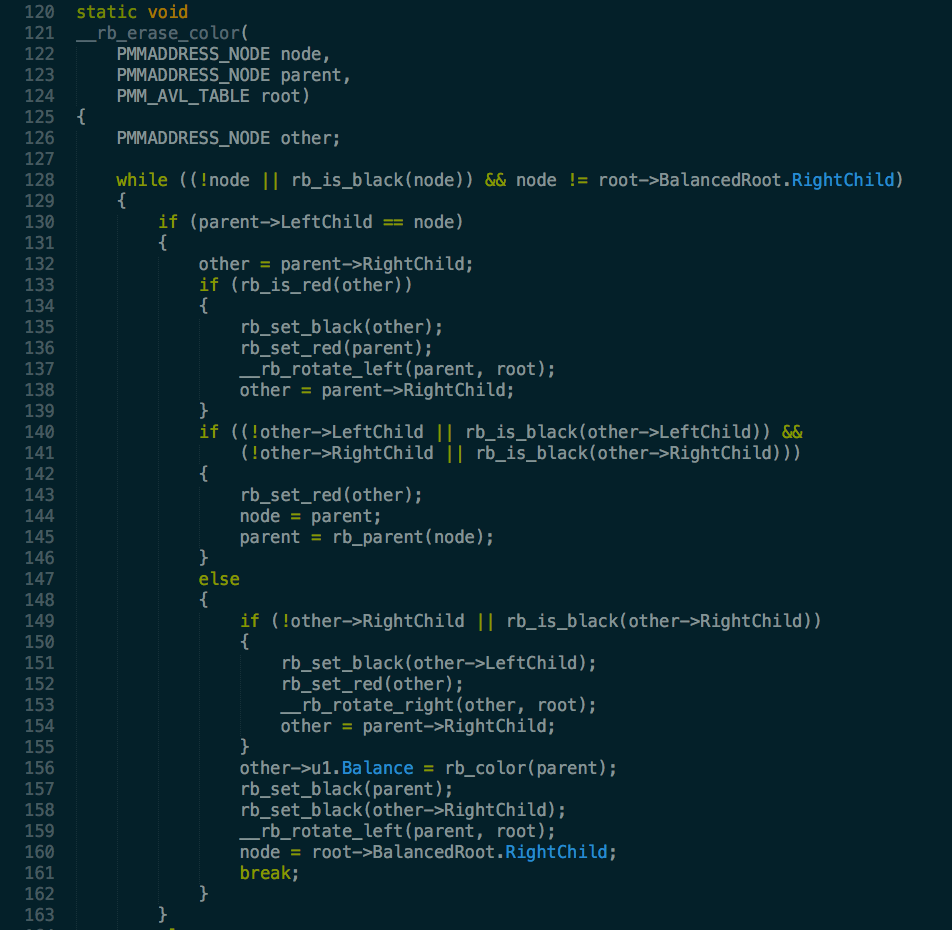 120 static void
121 __rb_erase_color(
122     PMMADDRESS_NODE node,
123     PMMADDRESS_NODE parent,
124     PMM_AVL_TABLE root)
125 {
126     PMMADDRESS_NODE other;
127
128     while ((!node || rb_is_black(node)) && node != root->BalancedRoot.RightChild)
129     {
130         if (parent->LeftChild == node)
131         {
132             other = parent->RightChild;
133             if (rb_is_red(other))
134             {
135                 rb_set_black(other);
136                 rb_set_red(parent);
137                 __rb_rotate_left(parent, root);
138                 other = parent->RightChild;
139             }
140             if ((!other->LeftChild || rb_is_black(other->LeftChild)) &&
141                 (!other->RightChild || rb_is_black(other->RightChild)))
142             {
143                 rb_set_red(other);
144                 node = parent;
145                 parent = rb_parent(node);
146             }
147             else
148             {
149                 if (!other->RightChild || rb_is_black(other->RightChild))
150                 {
151                     rb_set_black(other->LeftChild);
152                     rb_set_red(other);
153                     __rb_rotate_right(other, root);
154                     other = parent->RightChild;
155                 }
156                 other->u1.Balance = rb_color(parent);
157                 rb_set_black(parent);
158                 rb_set_black(other->RightChild);
159                 __rb_rotate_left(parent, root);
160                 node = root->BalancedRoot.RightChild;
161                 break;
162             }
163         }